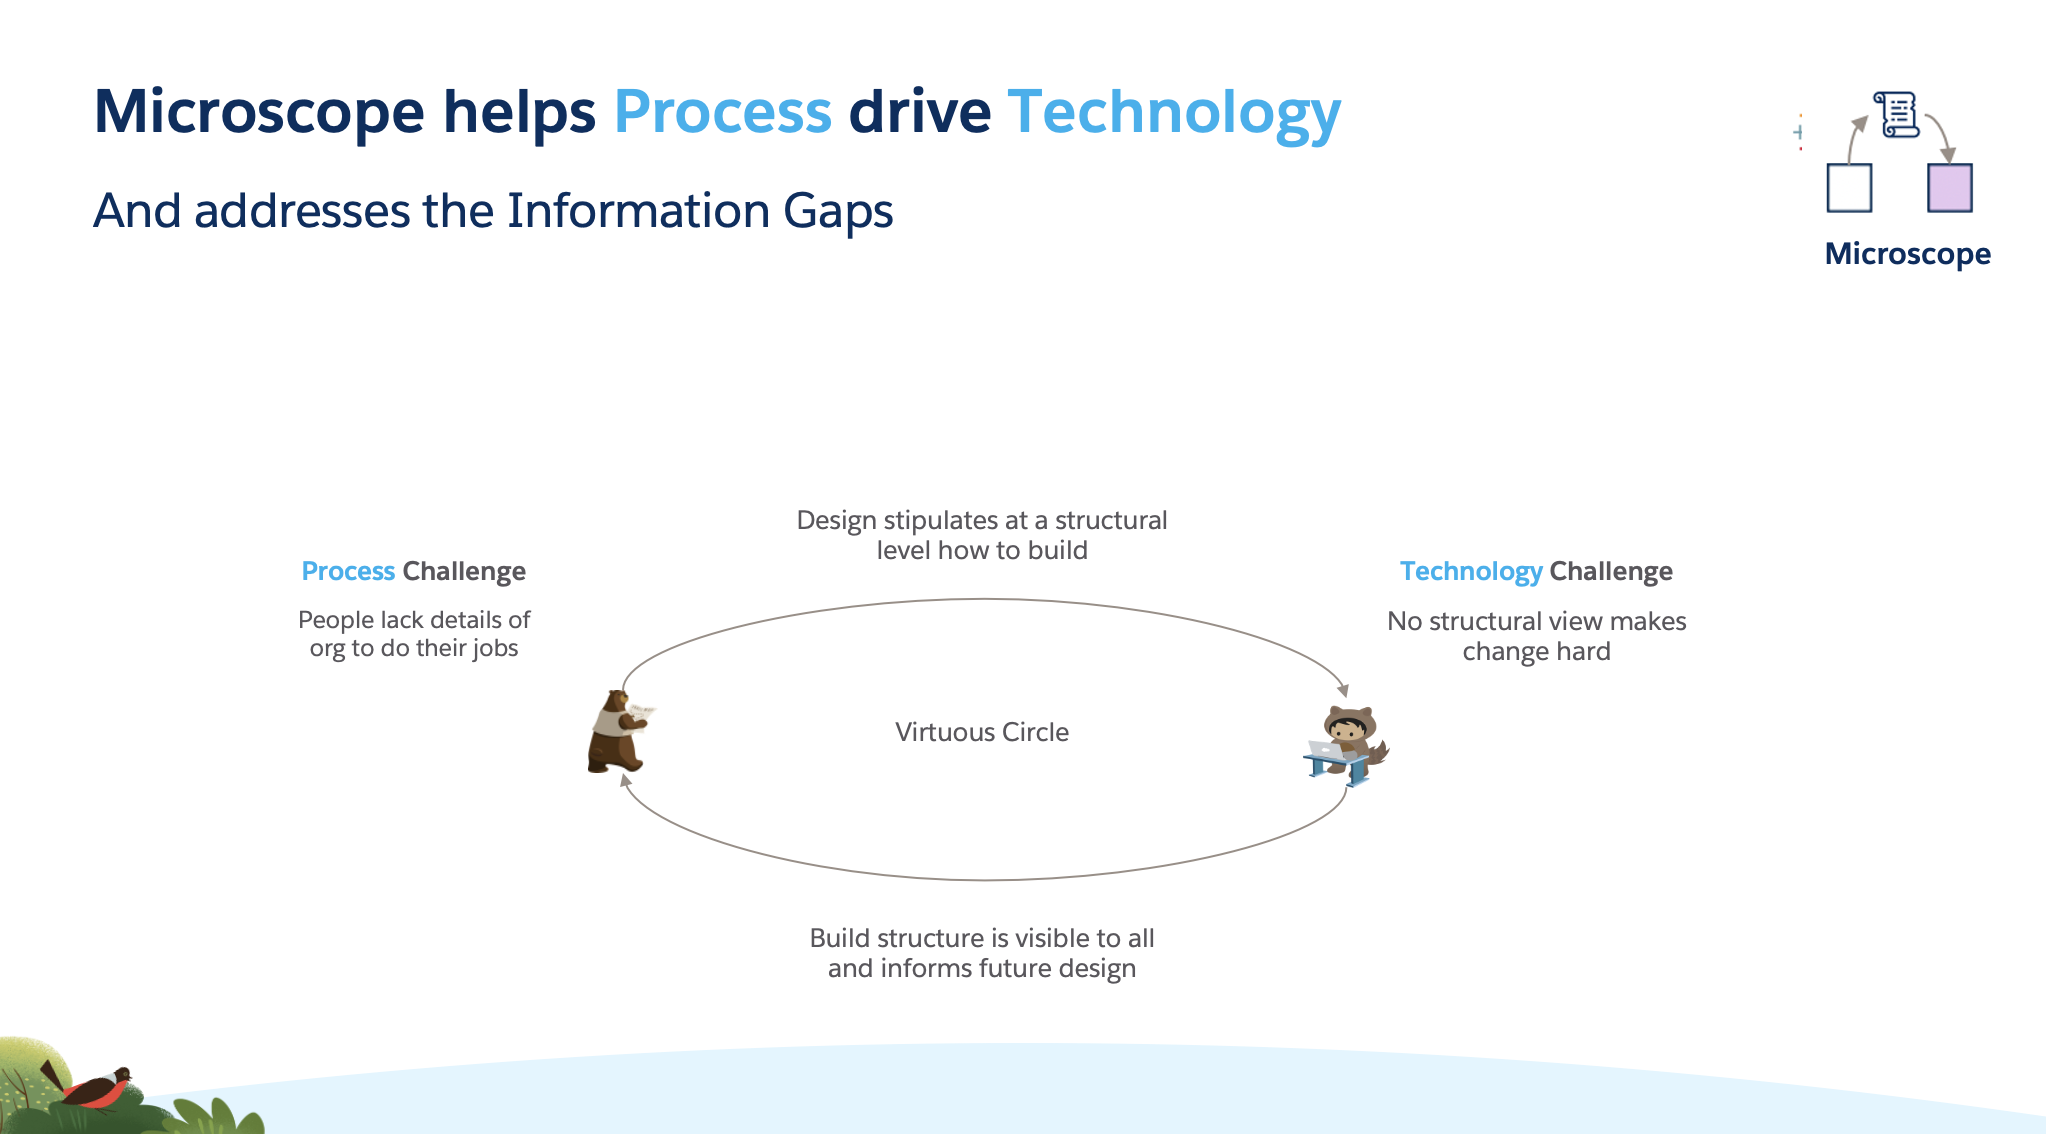 Microscope helps Process drive Technology
And addresses the Information Gaps
Microscope
Design stipulates at a structural
level how to build
Process Challenge
People lack details of
org to do their jobs
Technology Challenge
No structural view makes
change hard
Virtuous Circle
Build structure is visible to all
and informs future design